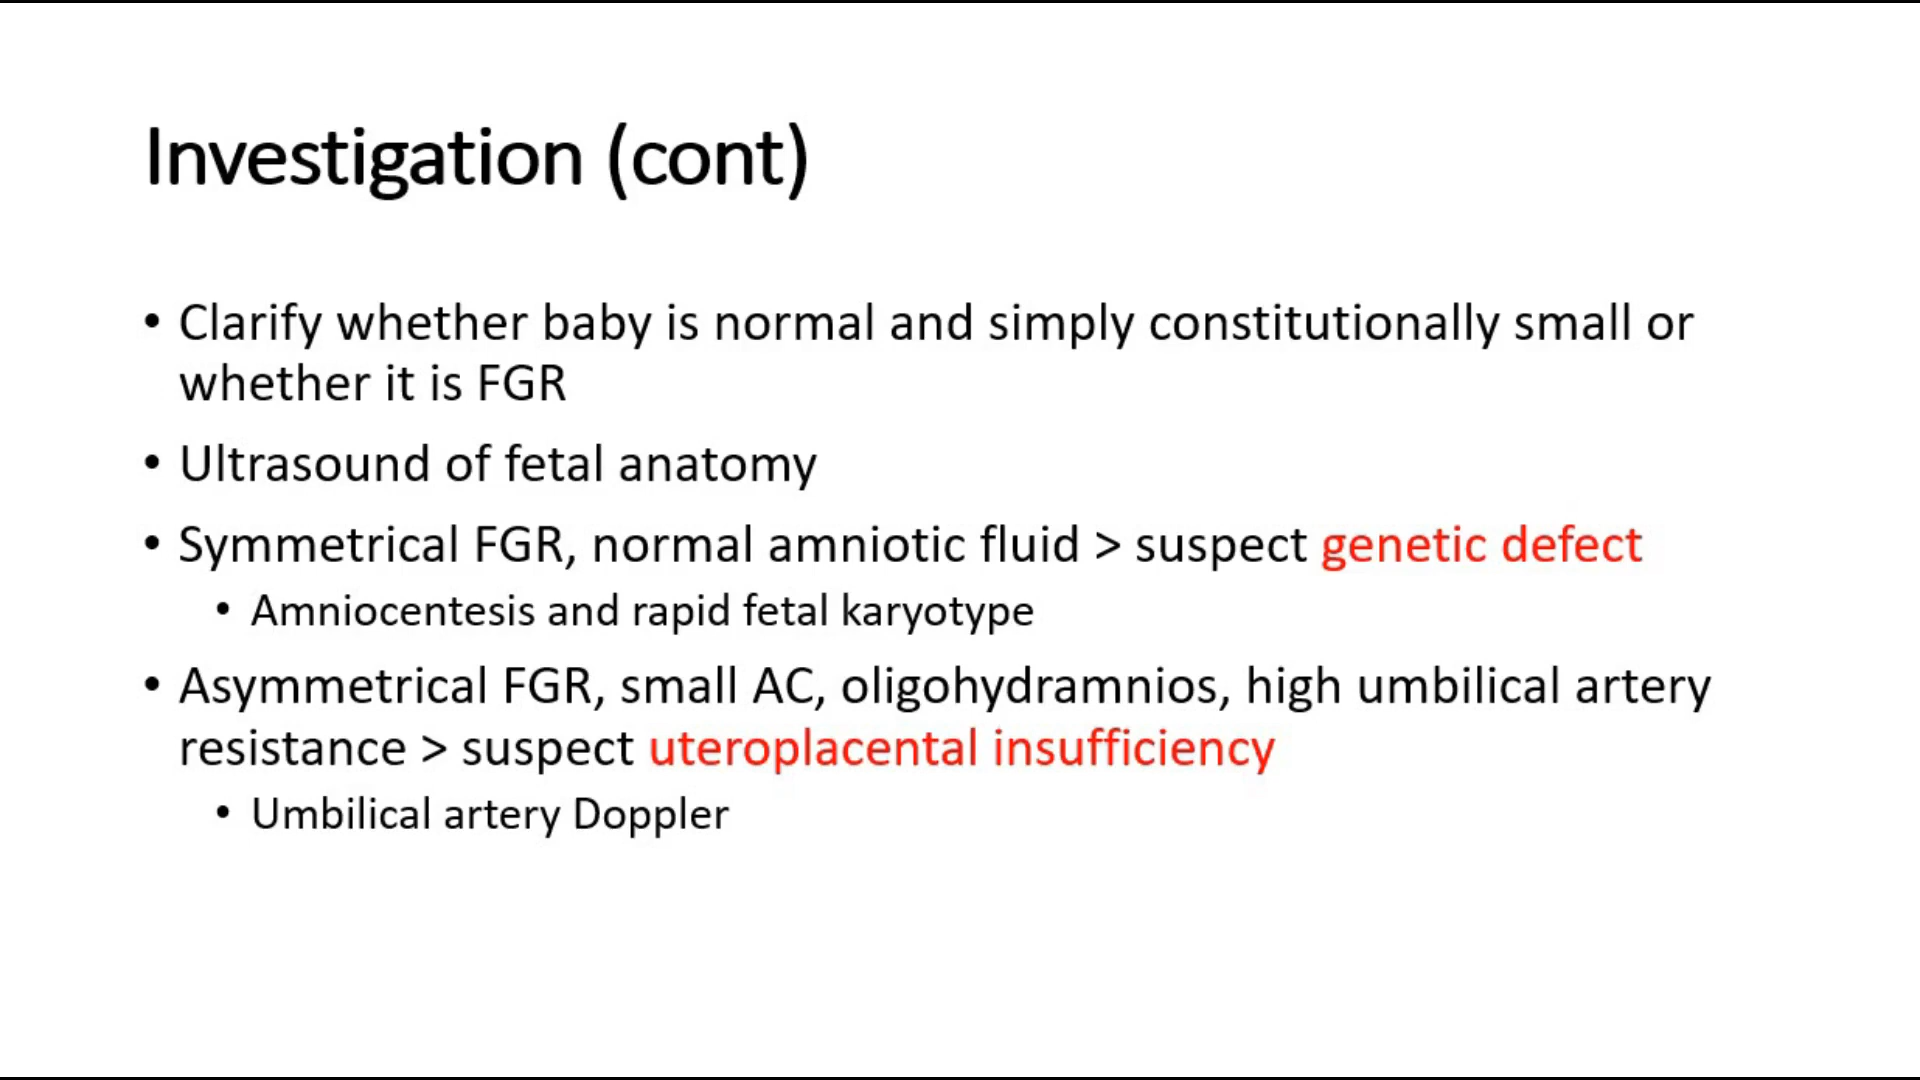 Investigation (cont)
• Clarify whether baby is normal and simply constitutionally small or
whether it is FGR
• Ultrasound of fetal anatomy
• Symmetrical FGR, normal amniotic fluid > suspect genetic defect
• Amniocentesis and rapid fetal karyotype
• Asymmetrical FGR, small AC, oligohydramnios, high umbilical artery
resistance > suspect uteroplacental insufficiency
• Umbilical artery Doppler